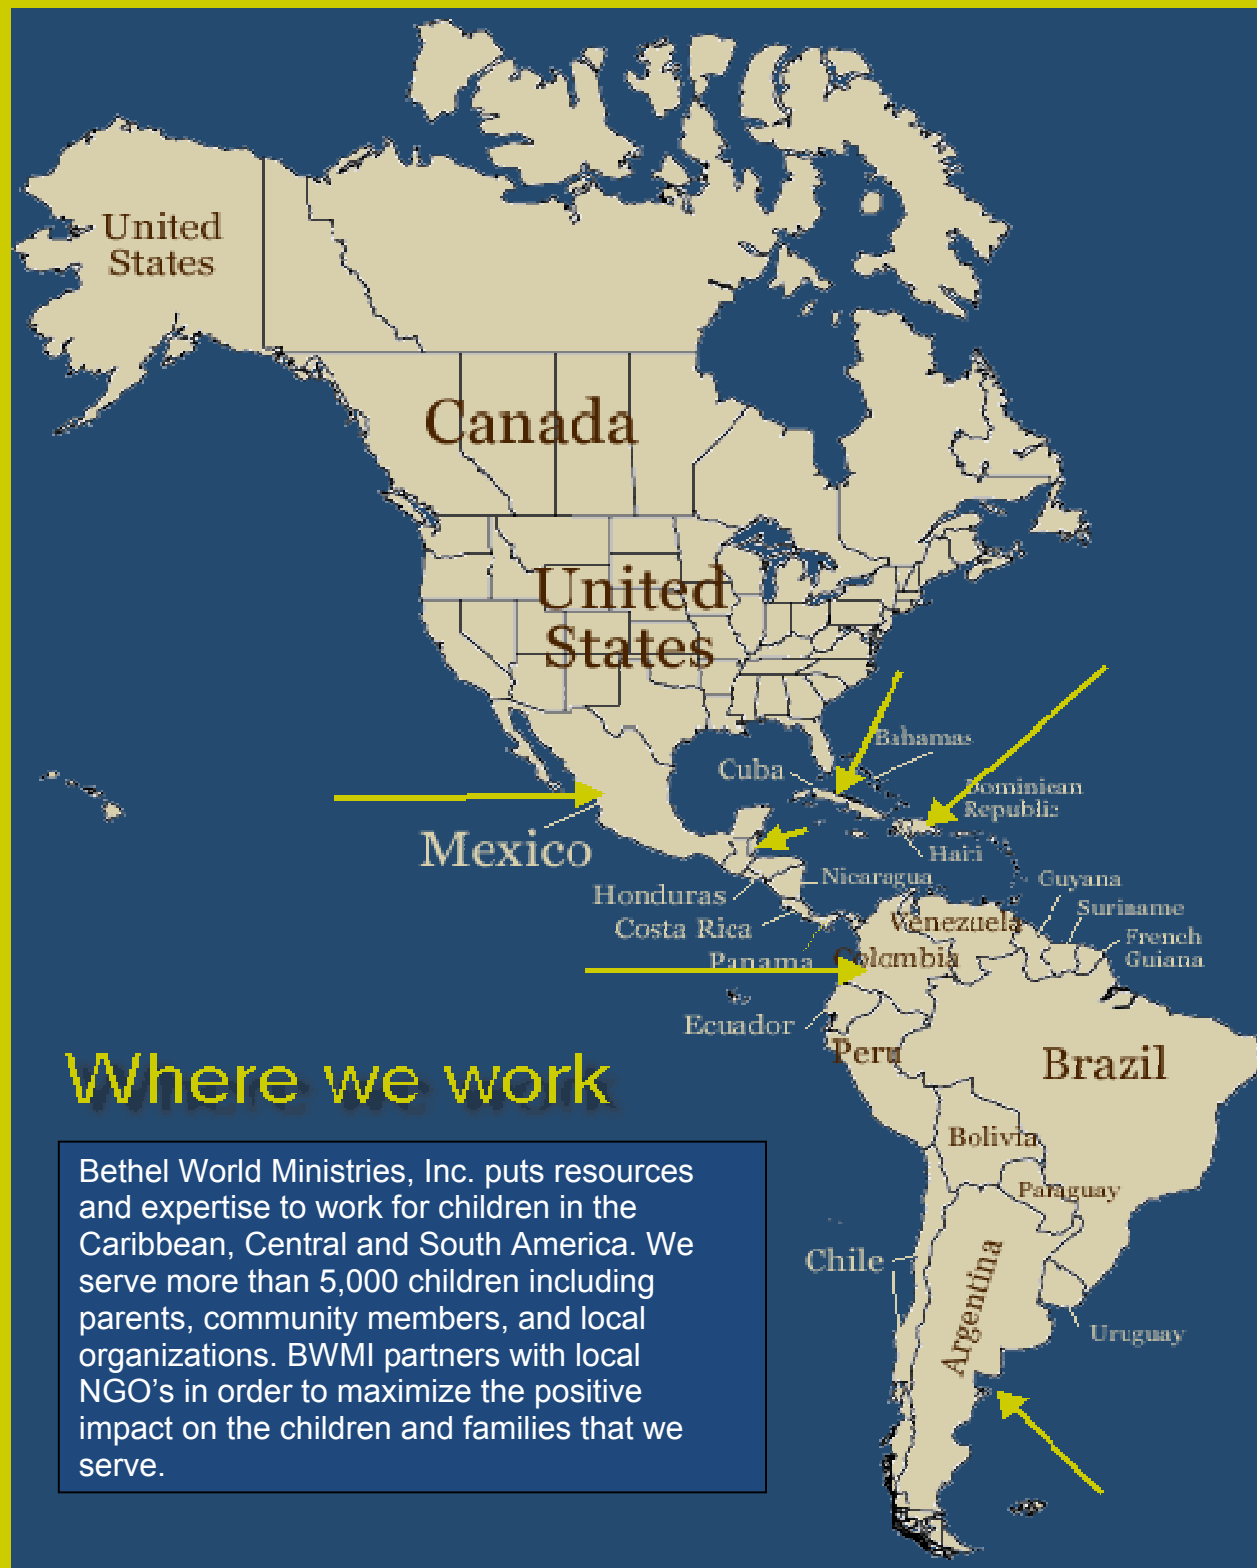 United
States
Canada
United
States
Bahamas
Cuba
Dominican
Republic
Mexico
Haiti
Nicaragua
Guyana
Honduras
Suriname
Costa Rica
Venezuela
French
Guiana
Panama
Colombia
Ecuador
Peru
Brazil
Where we work
Bolivia
Bethel World Ministries, Inc. puts resources
and expertise to work for children in the
Caribbean, Central and South America. We
serve more than 5,000 children including
parents, community members, and local
organizations. BWMI partners with local
NGO’s in order to maximize the positive
impact on the children and families that we
serve.
Paraguay
Chile
Argentina
Uruguay